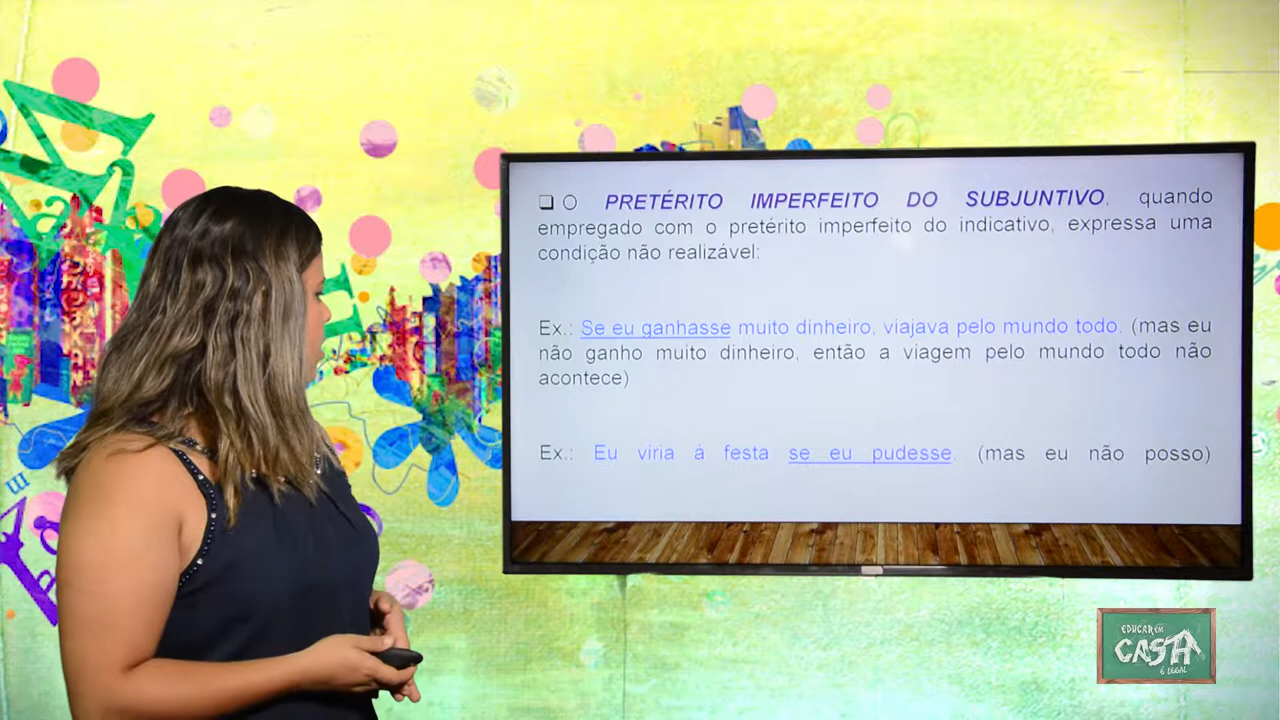 ❑ O PRETÉRITO IMPERFEITO DO SUBJUNTIVO, quando
empregado com o pretérito imperfeito do indicativo, expressa uma
condição não realizável:
Ex.: Se eu ganhasse muito dinheiro, viajava pelo mundo todo. (mas eu
não ganho muito dinheiro, então a viagem pelo mundo todo não
acontece)
Ex.: Eu viria à festa se eu pudesse. (mas eu não posso)
EDUCAR EM
CASA
É LEGAL